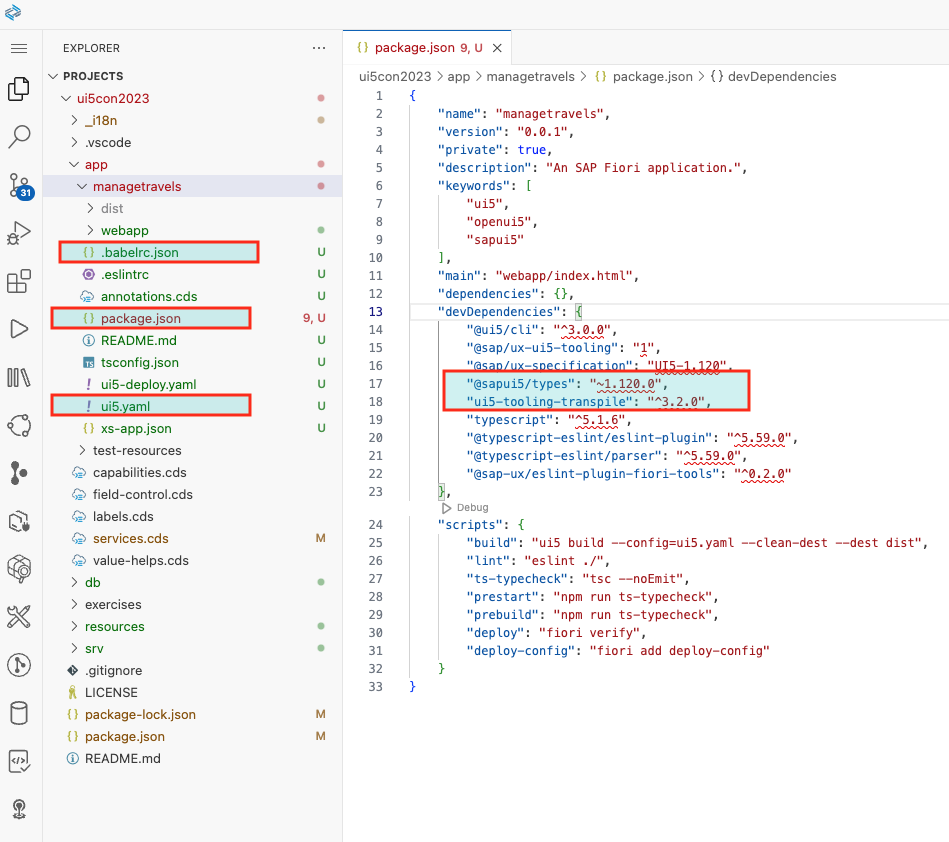 EXPLORER
PROJECTS
ui5con2023
_i18n
.vscode
app
managetravels
dist
webapp
{} .babelrc.json U
.eslintrc U
annotations.cds U
{} package.json 9, U
README.md U
TS tsconfig.json U
! ui5-deploy.yaml U
! ui5.yaml U
{} xs-app.json U
test-resources
capabilities.cds
field-control.cds
labels.cds
services.cds M
value-helps.cds
db
exercises
resources
srv
.gitignore
LICENSE
{} package-lock.json M
{} package.json M
README.md
31
{} package.json 9, U
ui5con2023 > app > managetravels > {} package.json > {} devDependencies
1 {
2 "name": "managetravels",
3 "version": "0.0.1",
4 "private": true,
5 "description": "An SAP Fiori application.",
6 "keywords": [
7 "ui5",
8 "openui5",
9 "sapui5"
10 ],
11 "main": "webapp/index.html",
12 "dependencies": {},
13 "devDependencies": {
14 "@ui5/cli": "^3.0.0",
15 "@sap/ux-ui5-tooling": "1",
16 "@sap/ux-specification": "UI5-1.120",
17 "@sapui5/types": "~1.120.0",
18 "ui5-tooling-transpile": "^3.2.0",
19 "typescript": "^5.1.6",
20 "@typescript-eslint/eslint-plugin": "^5.59.0",
21 "@typescript-eslint/parser": "^5.59.0",
22 "@sap-ux/eslint-plugin-fiori-tools": "^0.2.0"
23 },
Debug
24 "scripts": {
25 "build": "ui5 build --config=ui5.yaml --clean-dest --dest dist",
26 "lint": "eslint ./",
27 "ts-typecheck": "tsc --noEmit",
28 "prestart": "npm run ts-typecheck",
29 "prebuild": "npm run ts-typecheck",
30 "deploy": "fiori verify",
31 "deploy-config": "fiori add deploy-config"
32 }
33 }